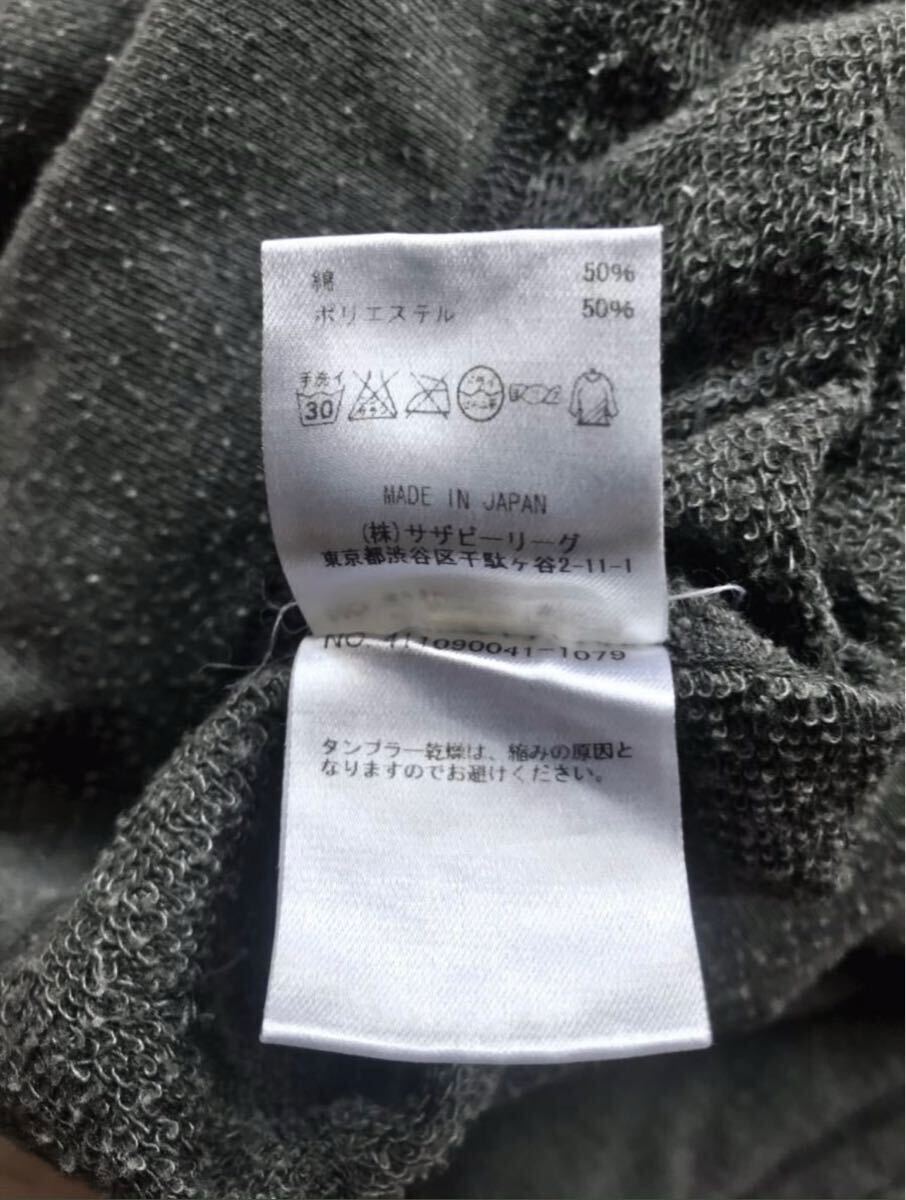 綿 50%
ポリエステル 50%
手洗イ
30
MADE IN JAPAN
(株)サザビーリーグ
東京都渋谷区千駄ヶ谷2-11-1
タンブラー乾燥は、縮みの原因と
なりますのでお避けください。